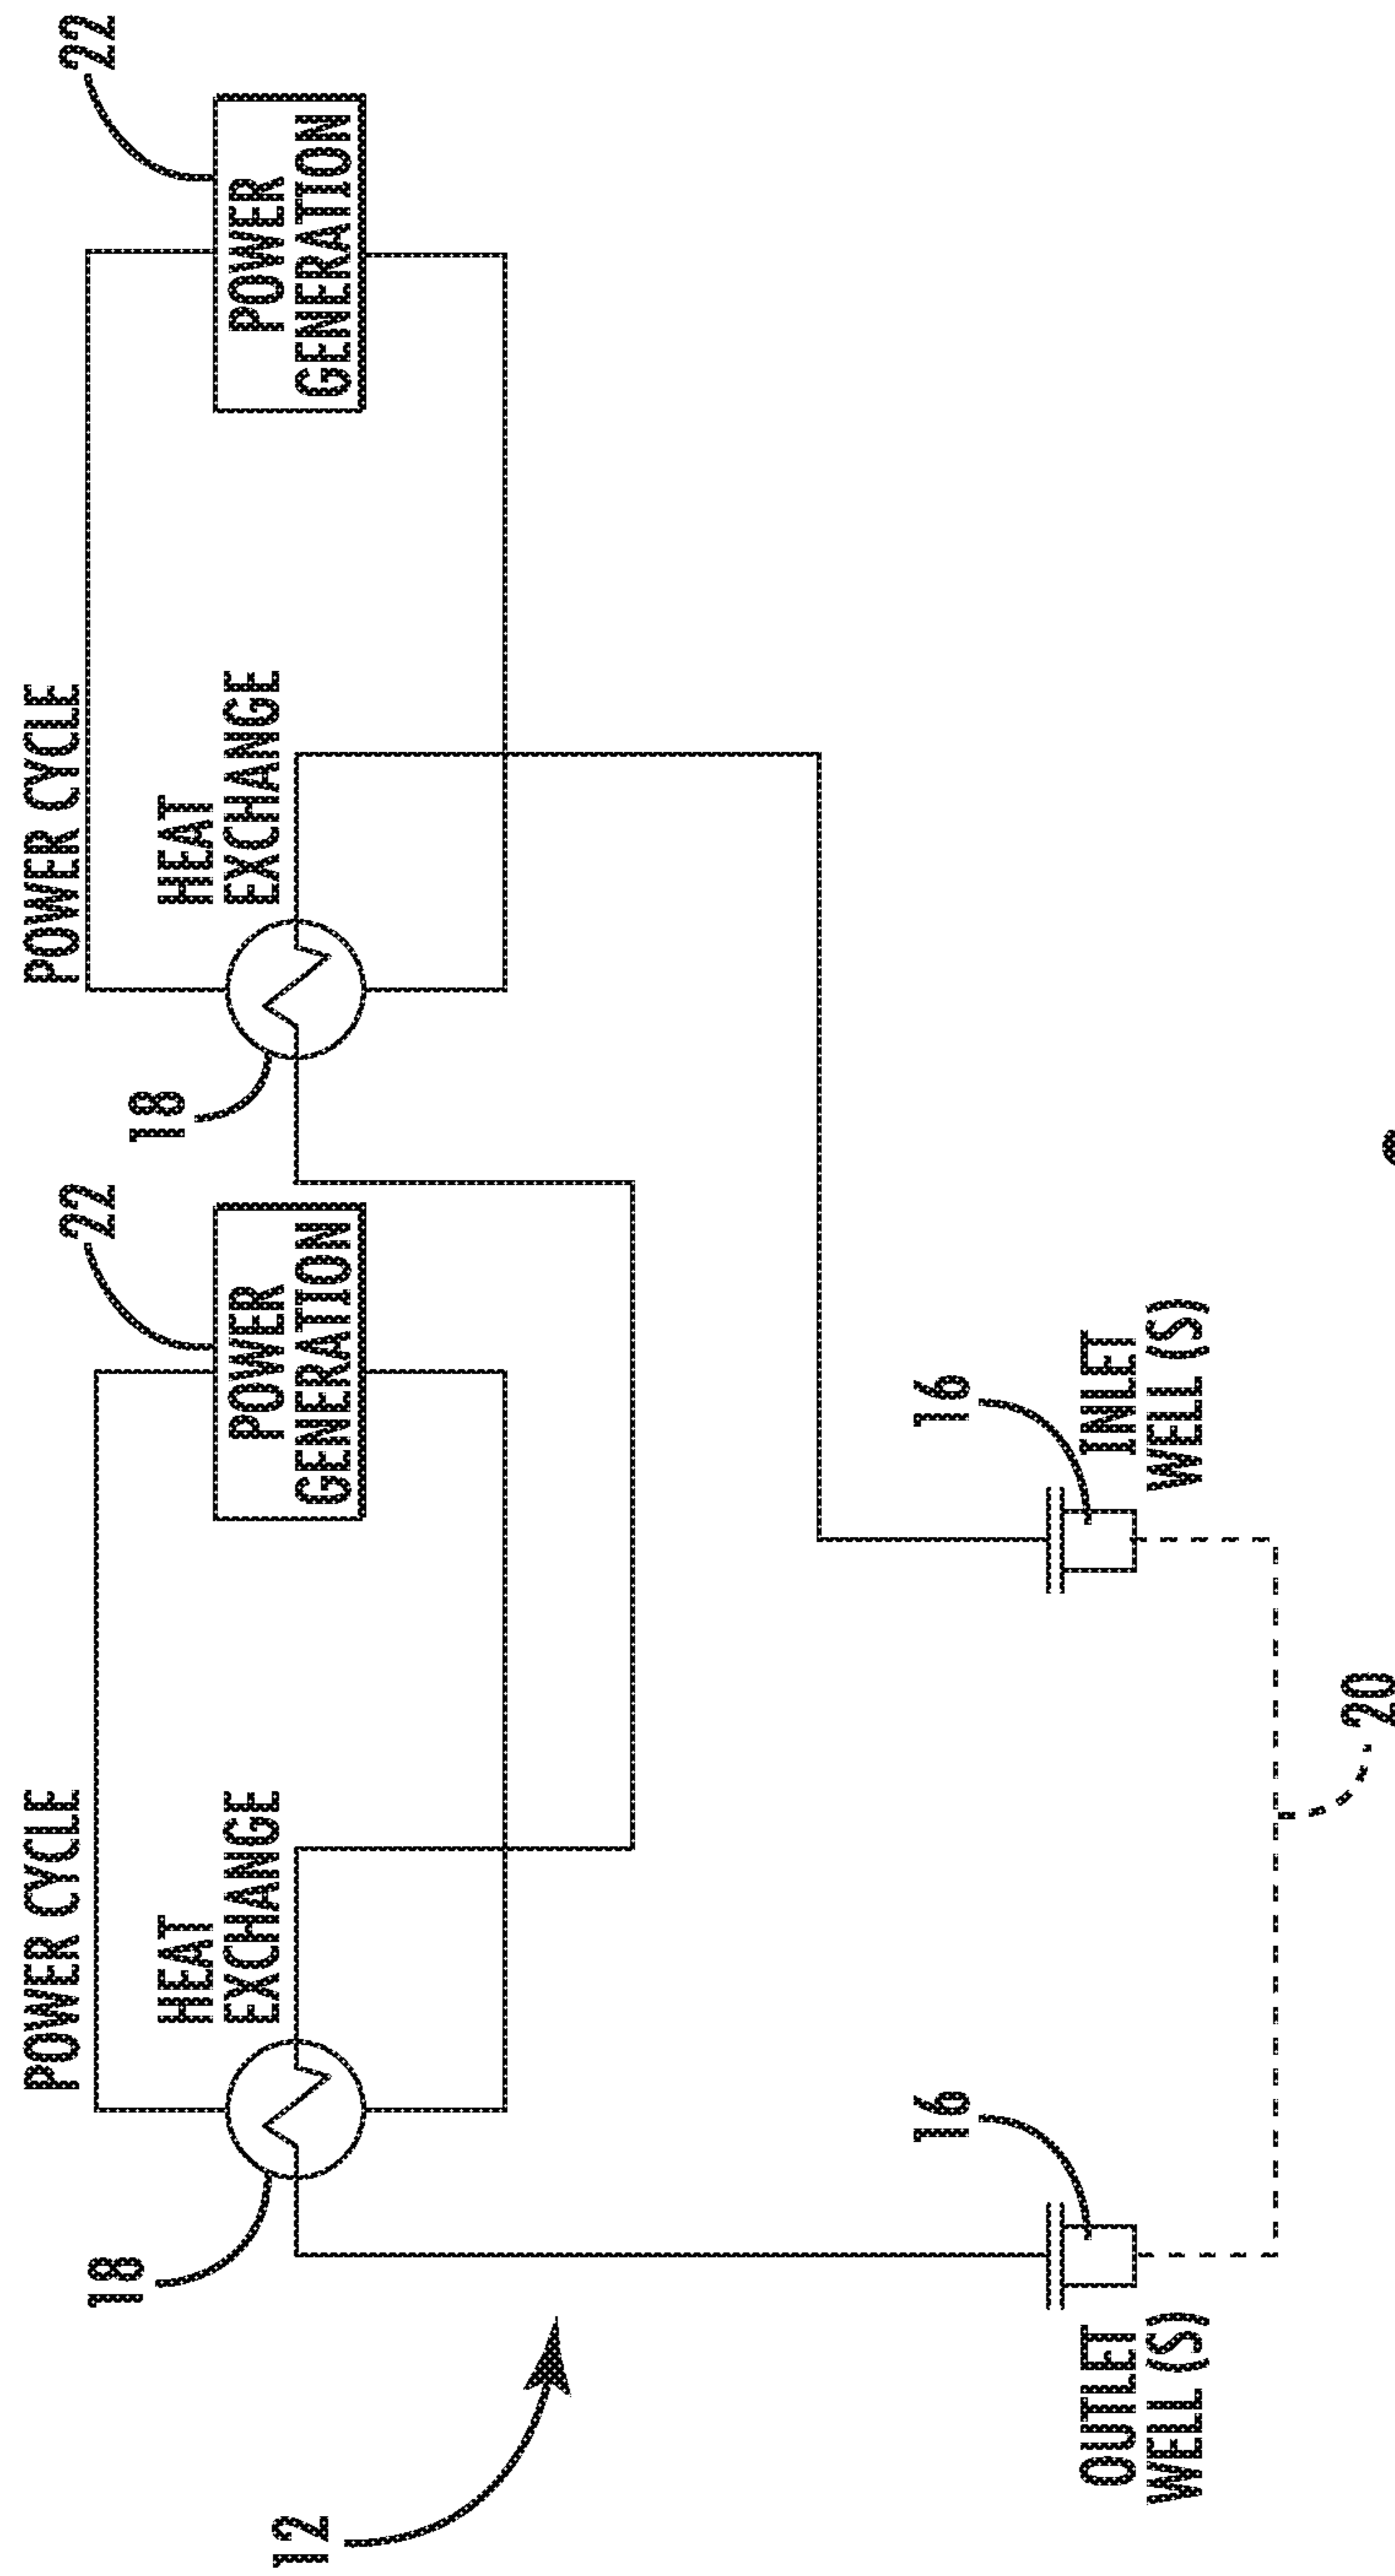 POWER CYCLE
POWER CYCLE
22
22
18
HEAT
EXCHANGE
POWER
GENERATION
18
HEAT
EXCHANGE
POWER
GENERATION
12
16
16
OUTLET
WELL (S)
INLET
WELL (S)
20